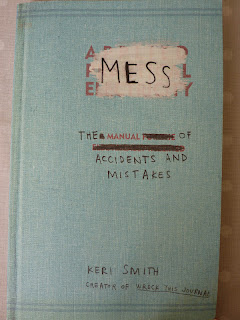 MESS
THE MANUAL OF
ACCIDENTS AND
MISTAKES
KERI SMITH
CREATOR OF WRECK THIS JOURNAL